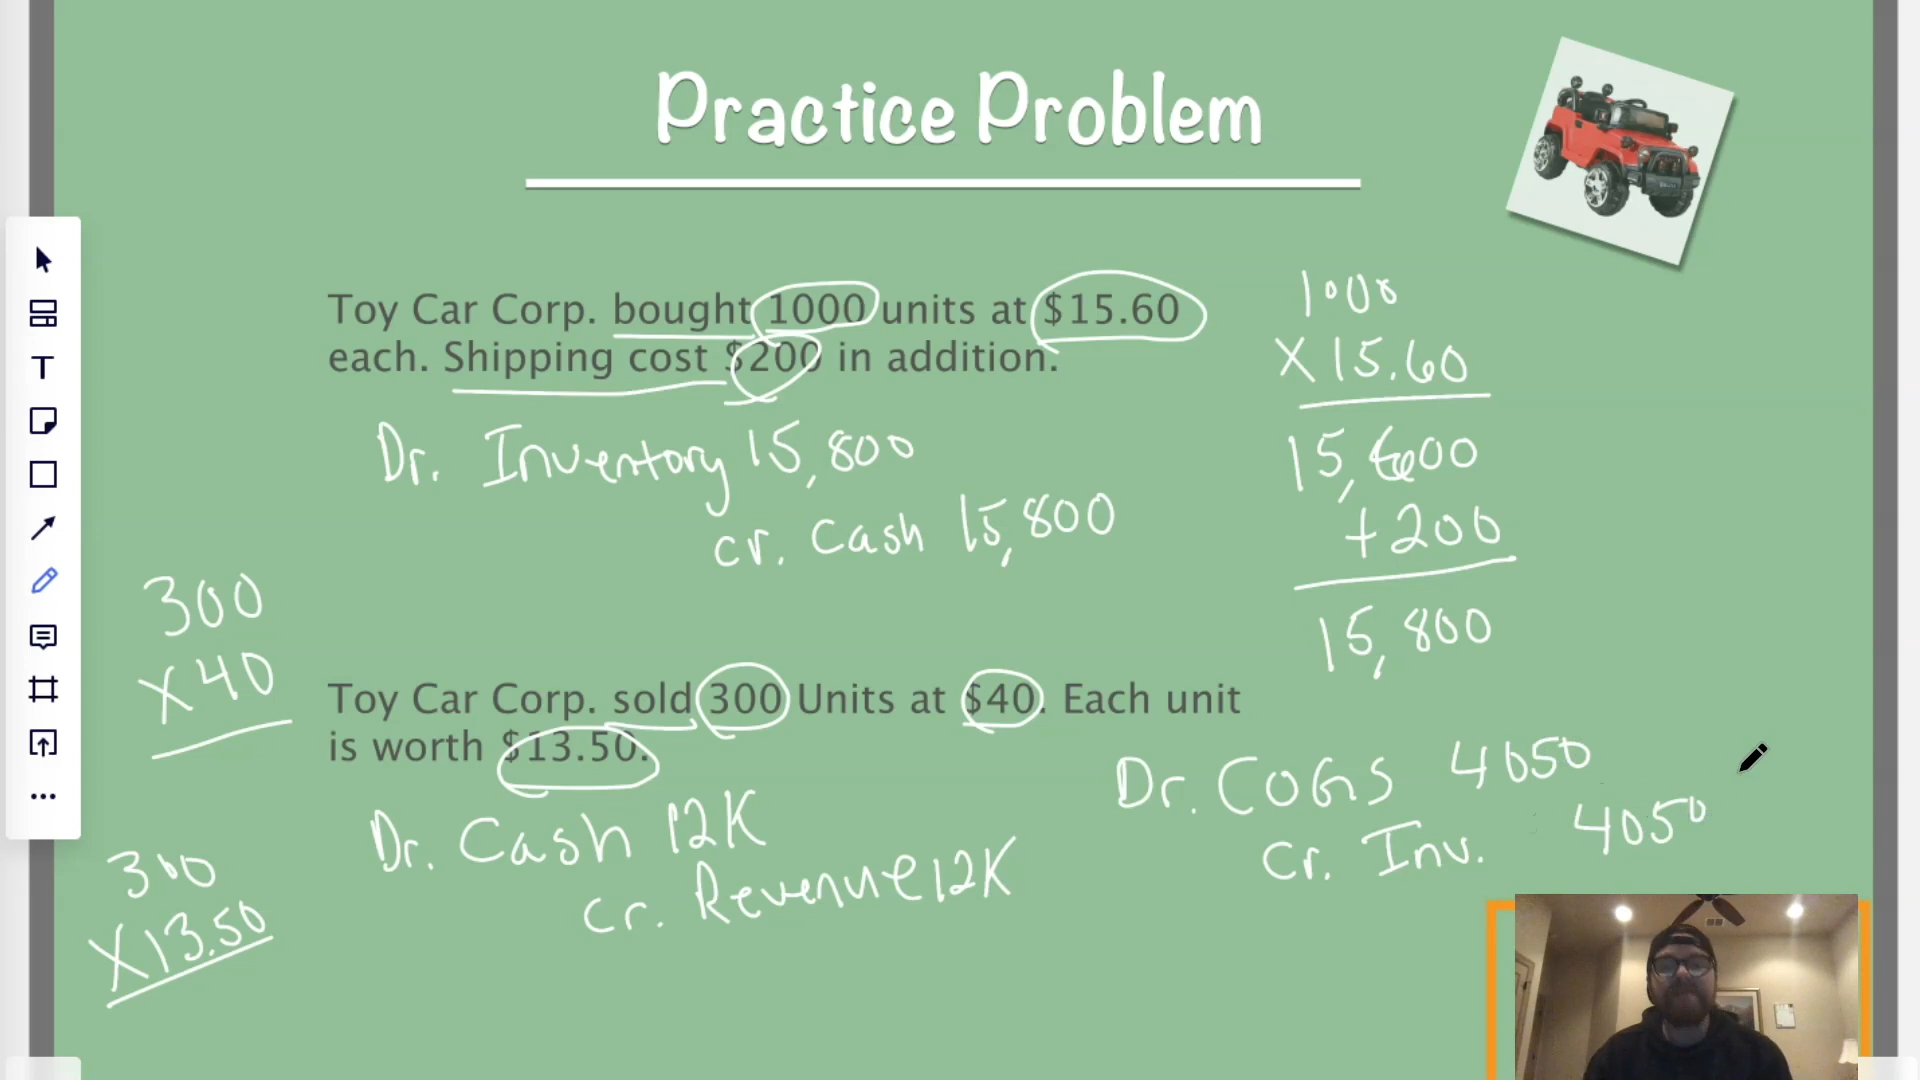 Practice Problem
Toy Car Corp. bought 1000 units at $15.60
each. Shipping cost $200 in addition.
Dr. Inventory 15,800
cr. Cash 15,800
1000
X 15.60
15,600
+200
15,800
300
X 40
Toy Car Corp. sold 300 Units at $40. Each unit
is worth $13.50.
Dr. Cash 12K
Cr. Revenue 12K
Dr. COGS 4050
Cr. Inv. 4050
300
X 13.50
T